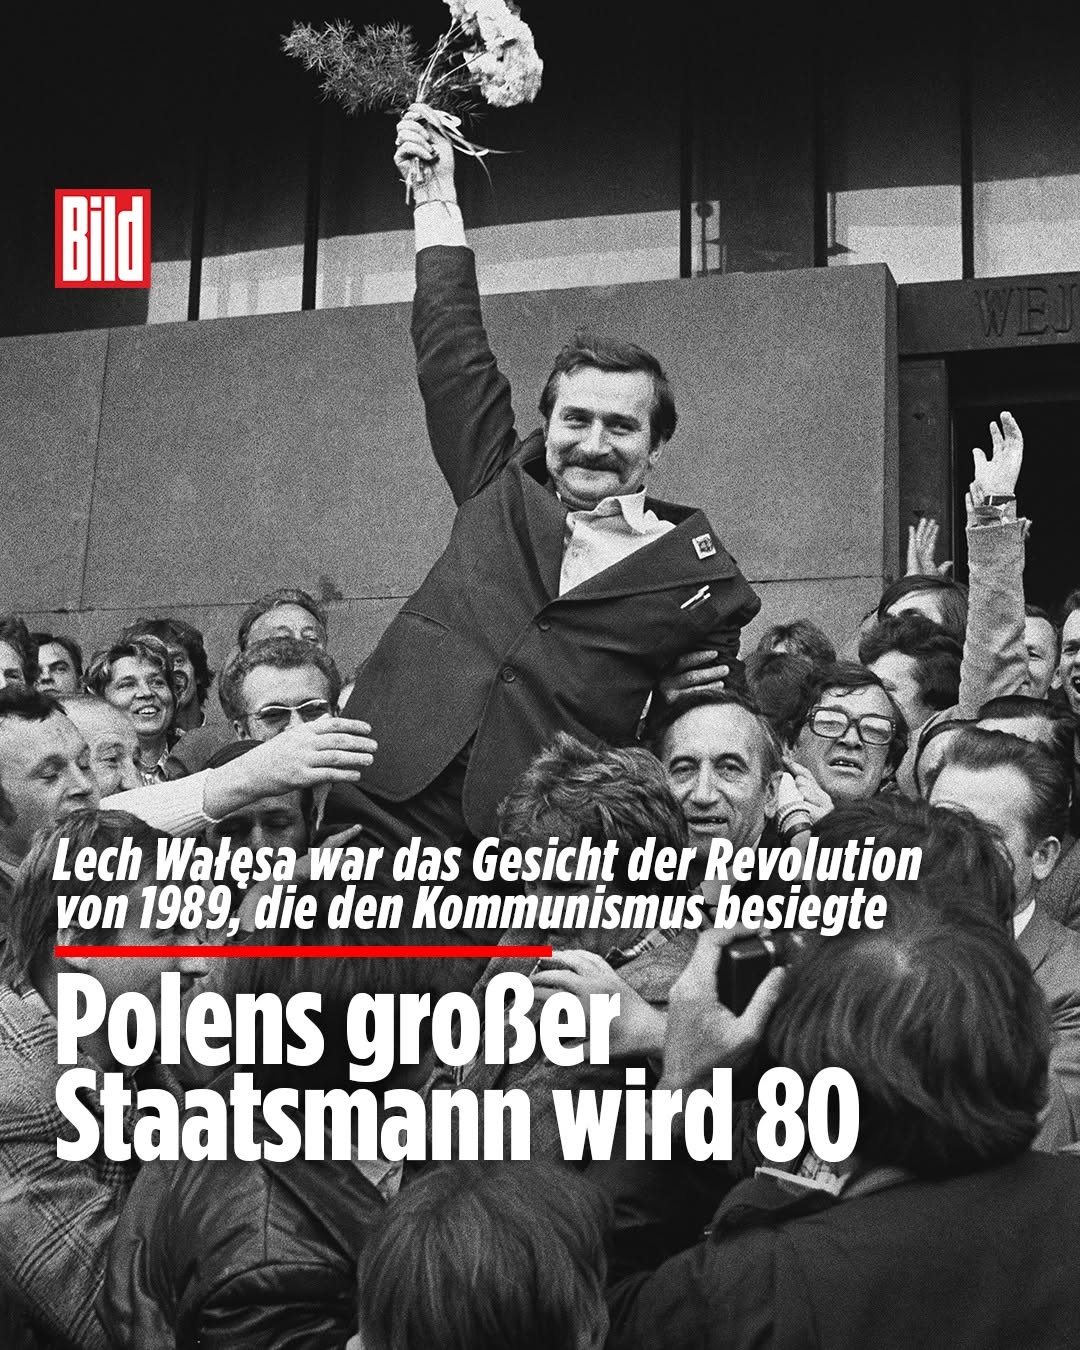 Bild
WEJ
Lech Wałęsa war das Gesicht der Revolution
von 1989, die den Kommunismus besiegte
Polens großer
Staatsmann wird 80